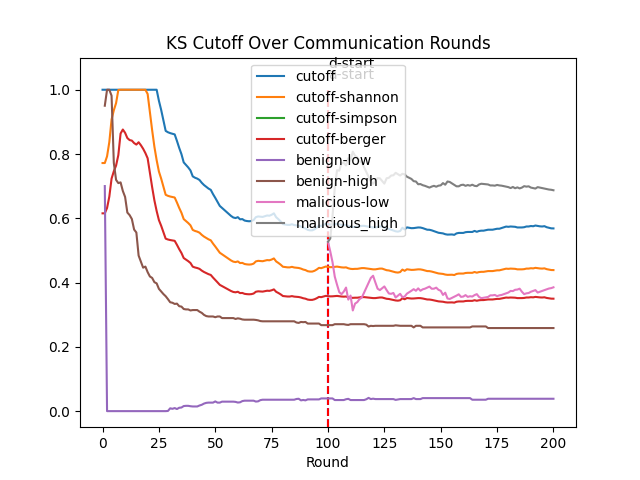 KS Cutoff Over Communication Rounds
d-start
-start
cutoff
cutoff-shannon
cutoff-simpson
cutoff-berger
benign-low
benign-high
malicious-low
malicious_high
1.0
0.8
0.6
0.4
0.2
0.0
0 25 50 75 100 125 150 175 200
Round